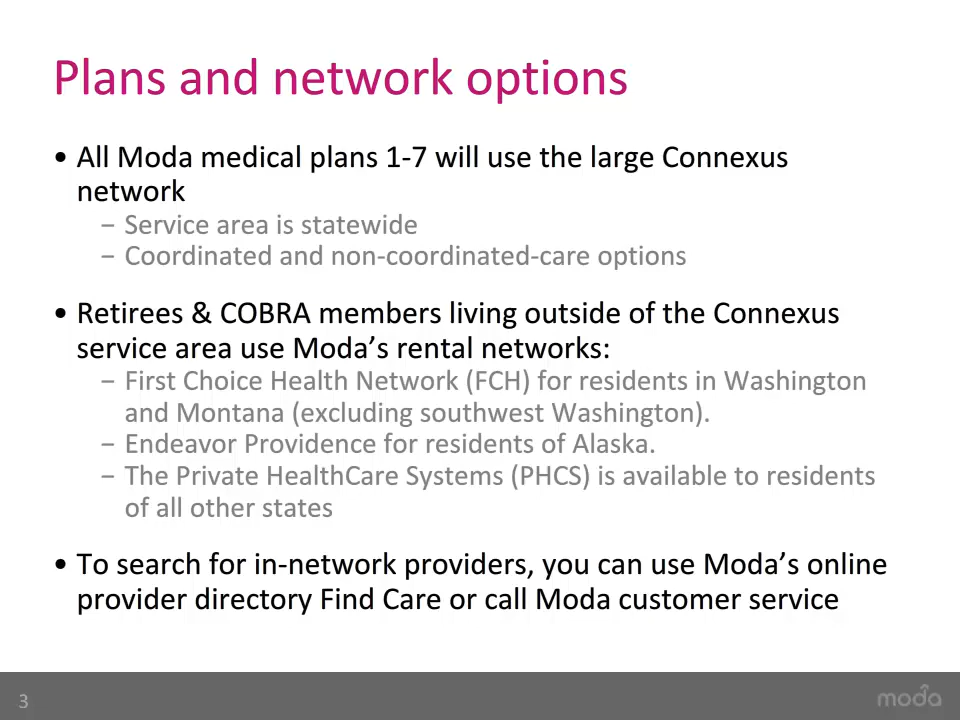 Plans and network options
• All Moda medical plans 1-7 will use the large Connexus
network
– Service area is statewide
– Coordinated and non-coordinated-care options
• Retirees & COBRA members living outside of the Connexus
service area use Moda’s rental networks:
– First Choice Health Network (FCH) for residents in Washington
and Montana (excluding southwest Washington).
– Endeavor Providence for residents of Alaska.
– The Private HealthCare Systems (PHCS) is available to residents
of all other states
• To search for in-network providers, you can use Moda’s online
provider directory Find Care or call Moda customer service
3
moda